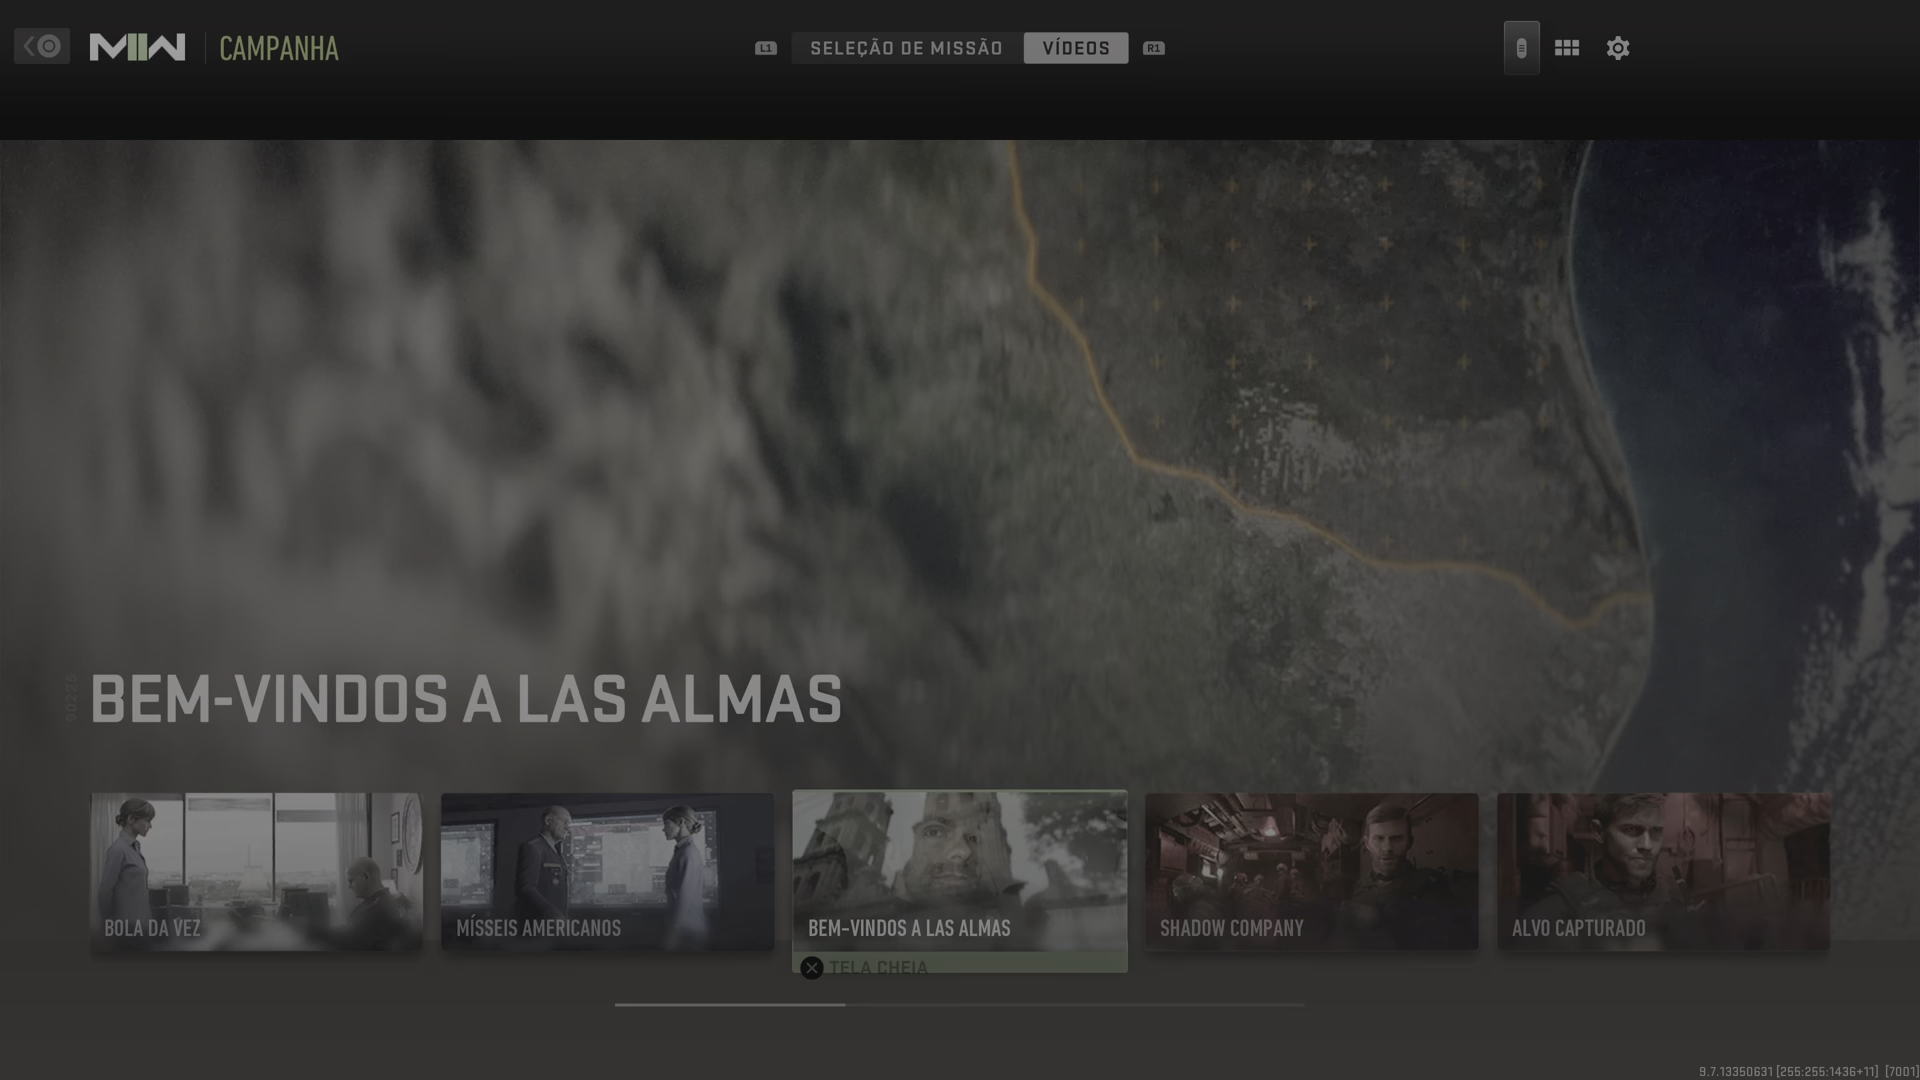 MW
CAMPANHA
L1
SELEÇÃO DE MISSÃO
VÍDEOS
R1
BEM-VINDOS A LAS ALMAS
BOLA DA VEZ
MÍSSEIS AMERICANOS
BEM-VINDOS A LAS ALMAS
SHADOW COMPANY
ALVO CAPTURADO
TELA CHEIA
9.7.13350631 [255:255:1436+11] [7001]